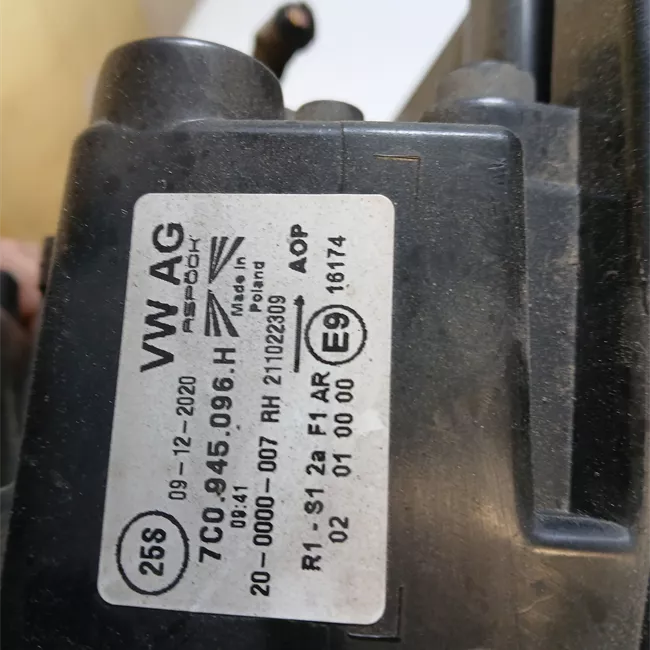 VW AG
ASPÖCK
Made in
Poland
AOP
25S
09-12-2020
7C0.945.096.H
09:41
20-0000-007 RH 211022309
E9
16174
R1-S1 2a F1 AR
02 01 00 00